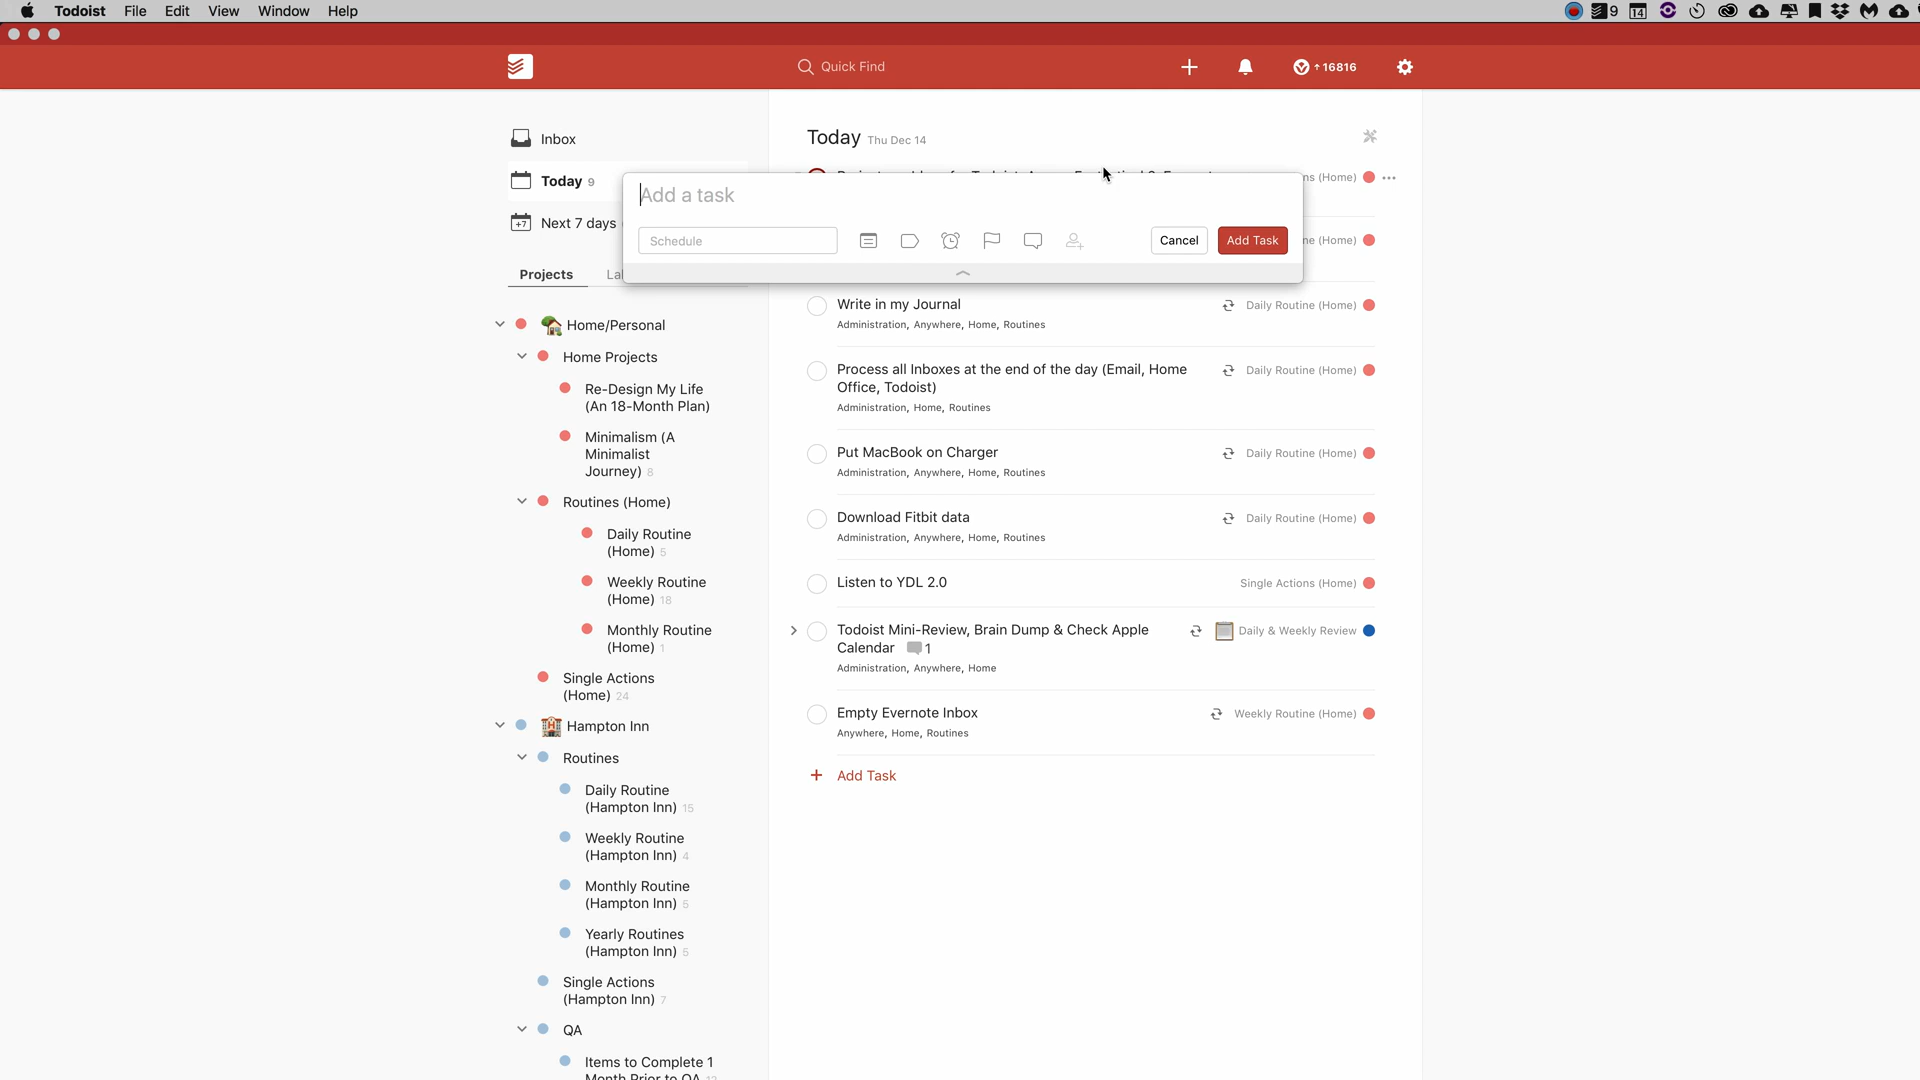 Todoist File Edit View Window Help 9 14
Quick Find ↑16816
Inbox
Today 9
Next 7 days
Projects
Home/Personal
Home Projects
Re-Design My Life
(An 18-Month Plan)
Minimalism (A
Minimalist
Journey) 8
Routines (Home)
Daily Routine
(Home) 5
Weekly Routine
(Home) 18
Monthly Routine
(Home) 1
Single Actions
(Home) 24
Hampton Inn
Routines
Daily Routine
(Hampton Inn) 15
Weekly Routine
(Hampton Inn) 4
Monthly Routine
(Hampton Inn) 5
Yearly Routines
(Hampton Inn) 5
Single Actions
(Hampton Inn) 7
QA
Items to Complete 1
Month Prior to QA
Today Thu Dec 14
(Home)
Add a task
Schedule Cancel Add Task
(Home)
Write in my Journal Daily Routine (Home)
Administration, Anywhere, Home, Routines
Process all Inboxes at the end of the day (Email, Home Daily Routine (Home)
Office, Todoist)
Administration, Home, Routines
Put MacBook on Charger Daily Routine (Home)
Administration, Anywhere, Home, Routines
Download Fitbit data Daily Routine (Home)
Administration, Anywhere, Home, Routines
Listen to YDL 2.0 Single Actions (Home)
Todoist Mini-Review, Brain Dump & Check Apple Daily & Weekly Review
Calendar 1
Administration, Anywhere, Home
Empty Evernote Inbox Weekly Routine (Home)
Anywhere, Home, Routines
+ Add Task